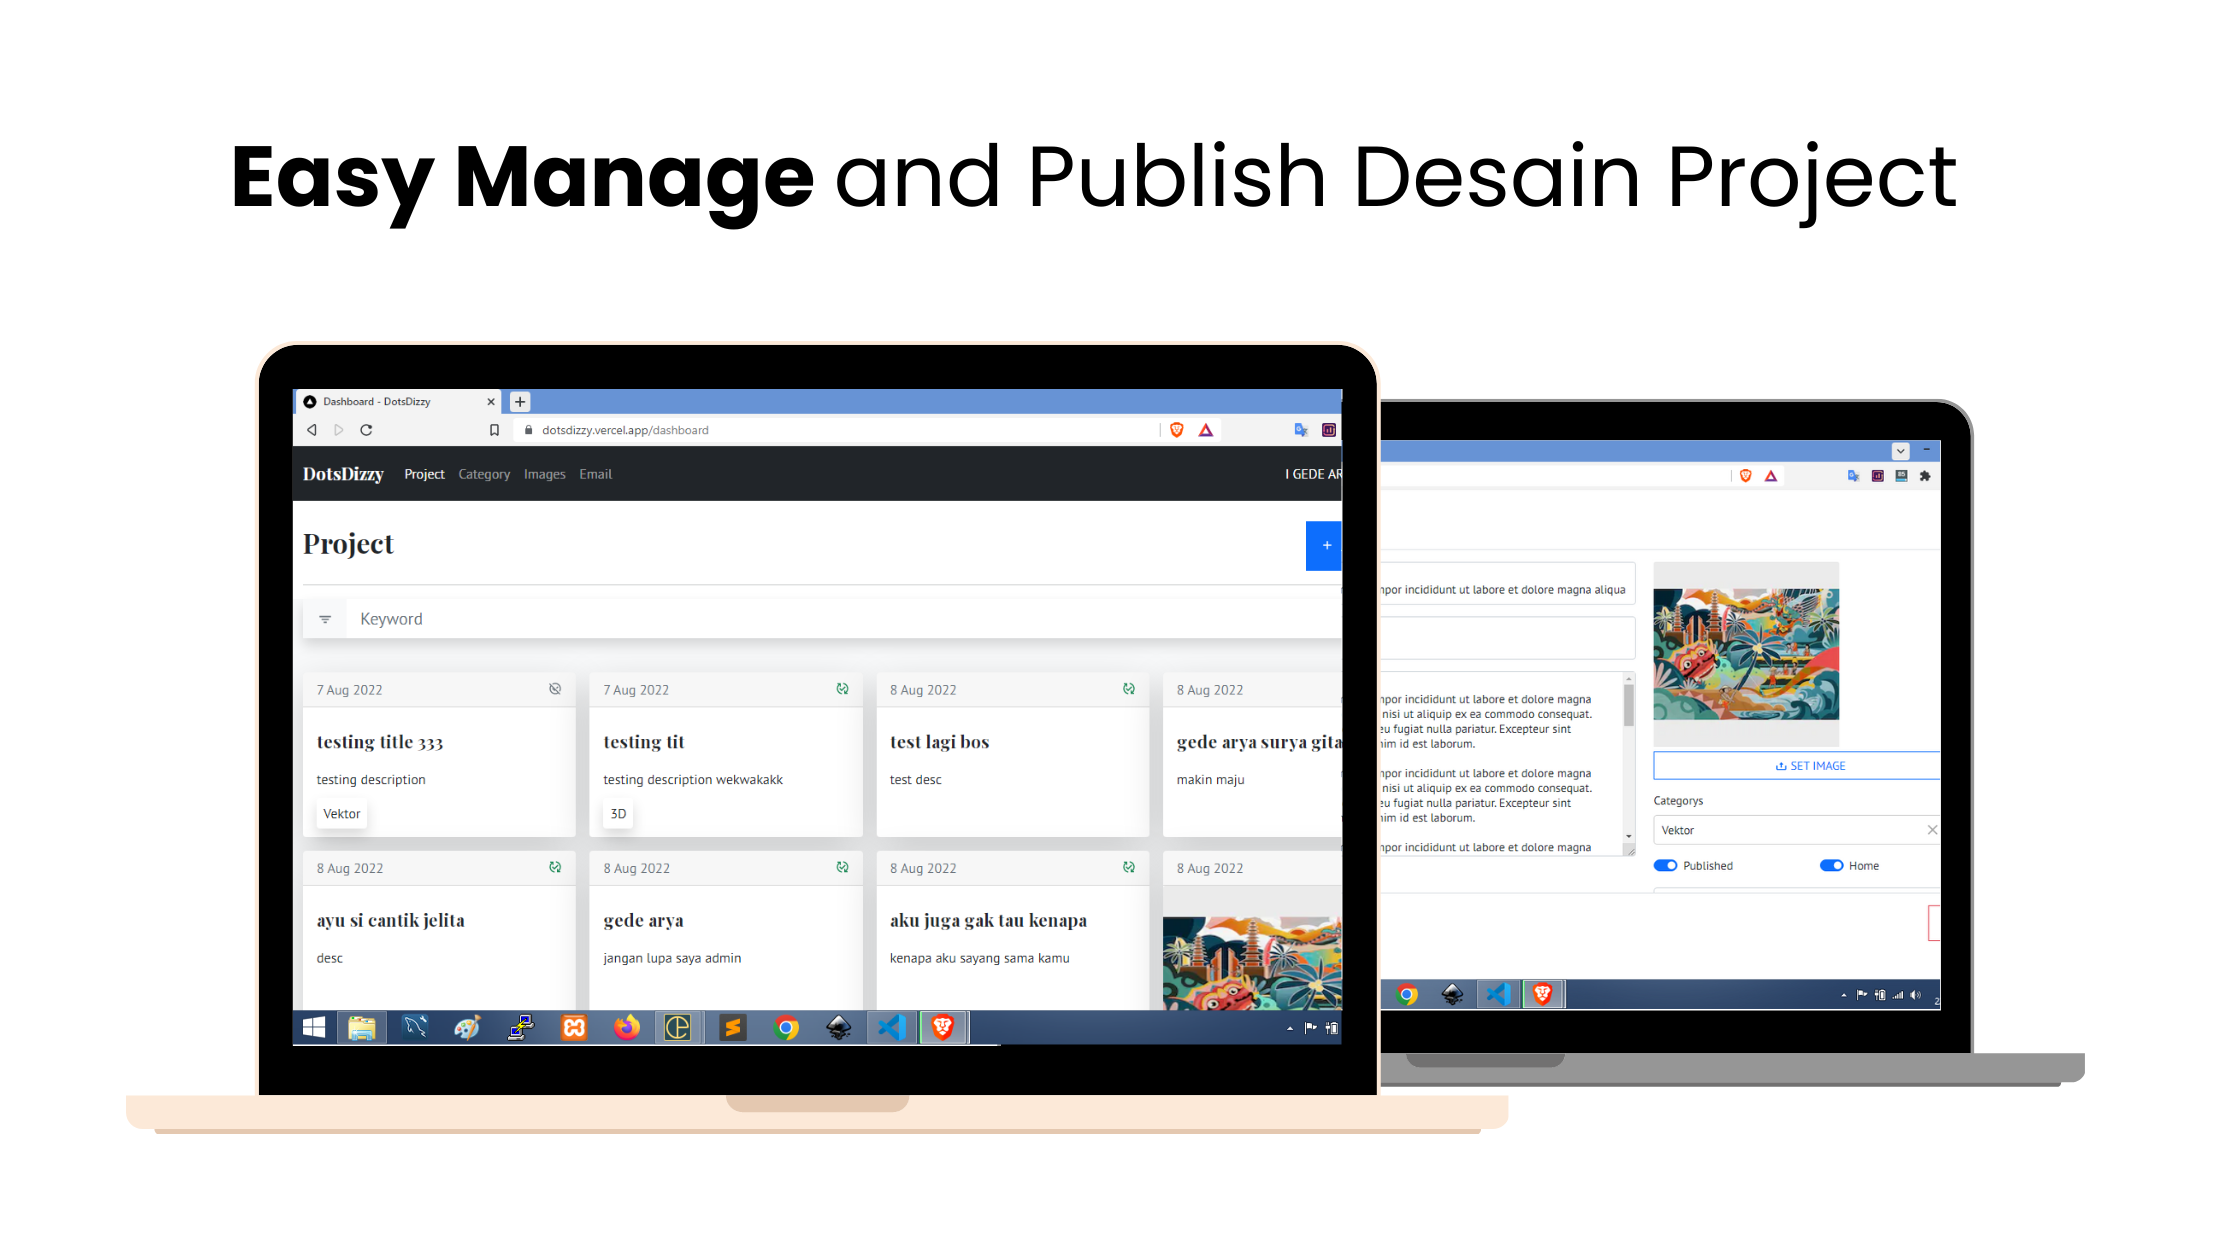 Easy Manage and Publish Desain Project
Dashboard - DotsDizzy
dotsdizzy.vercel.app/dashboard
DotsDizzy Project Category Images Email I GEDE AR
Project
+
Keyword
7 Aug 2022
testing title 333
testing description
Vektor
7 Aug 2022
testing tit
testing description wekwakakk
3D
8 Aug 2022
test lagi bos
test desc
8 Aug 2022
gede arya surya gita
makin maju
8 Aug 2022
ayu si cantik jelita
desc
8 Aug 2022
gede arya
jangan lupa saya admin
8 Aug 2022
aku juga gak tau kenapa
kenapa aku sayang sama kamu
8 Aug 2022
mpor incididunt ut labore et dolore magna aliqua
mpor incididunt ut labore et dolore magna
nisi ut aliquip ex ea commodo consequat.
eu fugiat nulla pariatur. Excepteur sint
nim id est laborum.
mpor incididunt ut labore et dolore magna
nisi ut aliquip ex ea commodo consequat.
eu fugiat nulla pariatur. Excepteur sint
nim id est laborum.
mpor incididunt ut labore et dolore magna
SET IMAGE
Categorys
Vektor
Published Home